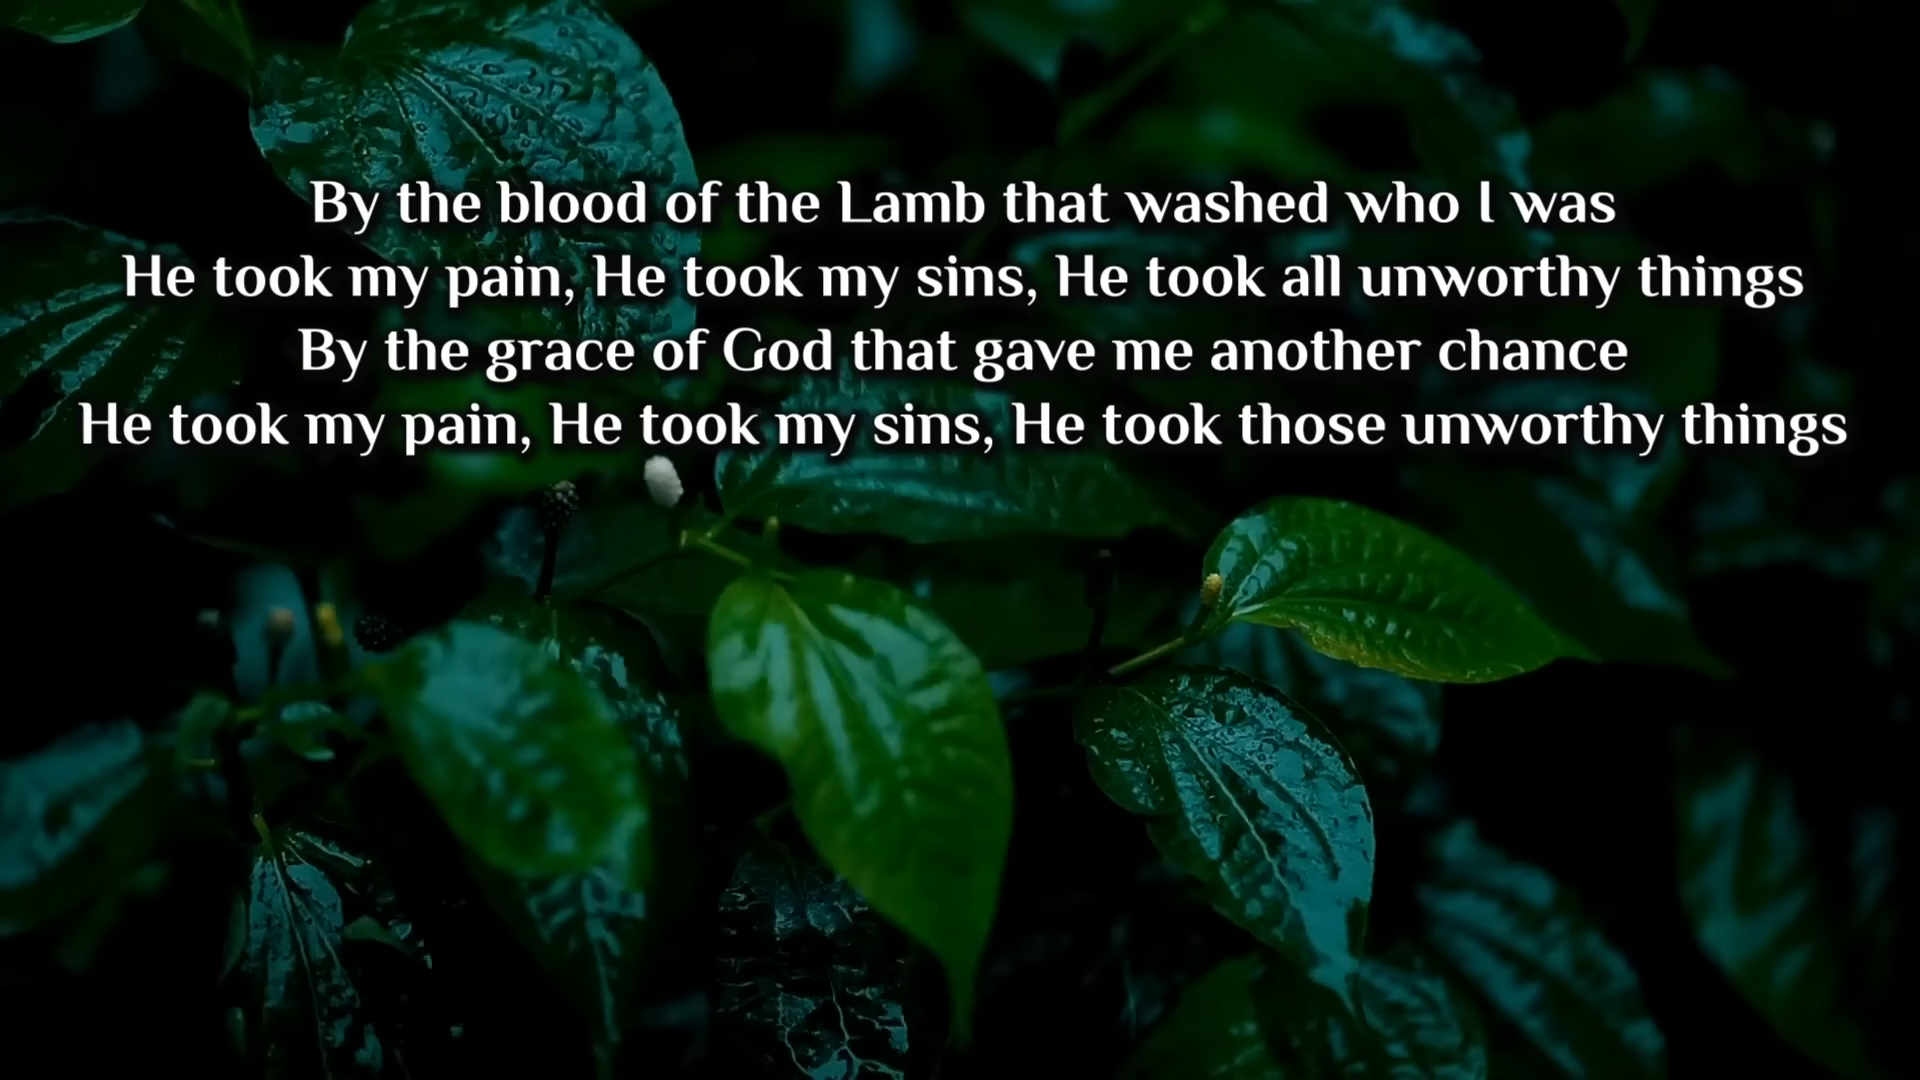 By the blood of the Lamb that washed who I was
He took my pain, He took my sins, He took all unworthy things
By the grace of God that gave me another chance
He took my pain, He took my sins, He took those unworthy things